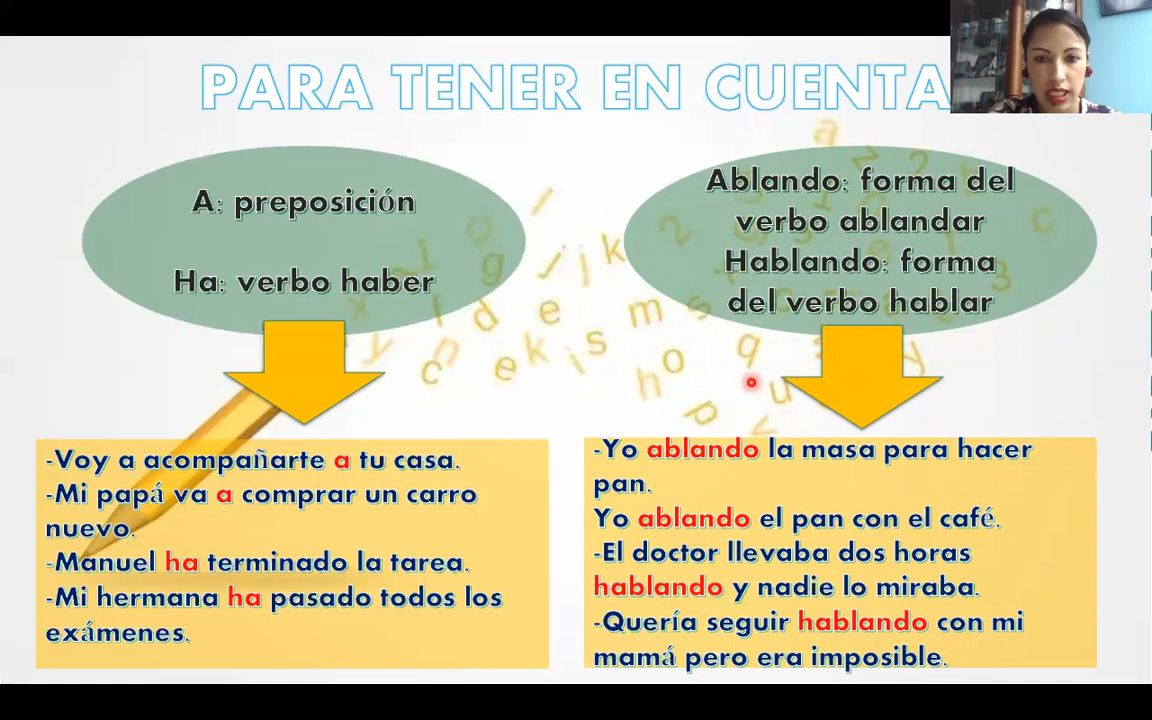 PARA TENER EN CUENTA
A: preposición
Ha: verbo haber
Ablando: forma del
verbo ablandar
Hablando: forma
del verbo hablar
-Voy a acompañarte a tu casa.
-Mi papá va a comprar un carro
nuevo.
-Manuel ha terminado la tarea.
-Mi hermana ha pasado todos los
exámenes.
-Yo ablando la masa para hacer
pan.
Yo ablando el pan con el café.
-El doctor llevaba dos horas
hablando y nadie lo miraba.
-Quería seguir hablando con mi
mamá pero era imposible.